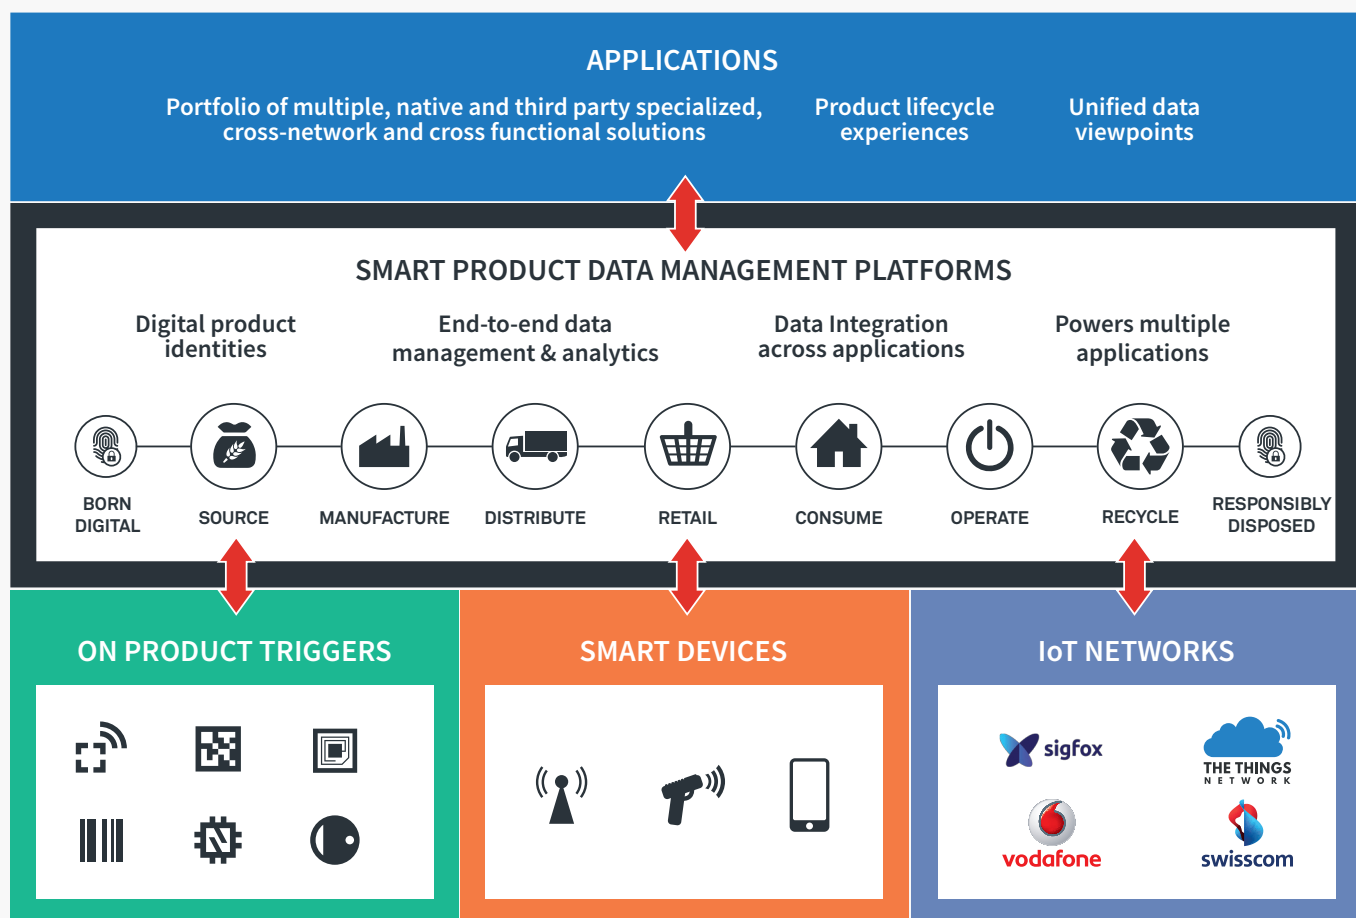 APPLICATIONS
Portfolio of multiple, native and third party specialized,
cross-network and cross functional solutions
Product lifecycle
experiences
Unified data
viewpoints
SMART PRODUCT DATA MANAGEMENT PLATFORMS
Digital product
identities
End-to-end data
management & analytics
Data Integration
across applications
Powers multiple
applications
BORN
DIGITAL
SOURCE
MANUFACTURE
DISTRIBUTE
RETAIL
CONSUME
OPERATE
RECYCLE
RESPONSIBLY
DISPOSED
ON PRODUCT TRIGGERS
SMART DEVICES
IoT NETWORKS
sigfox
THE THINGS
NETWORK
vodafone
swisscom